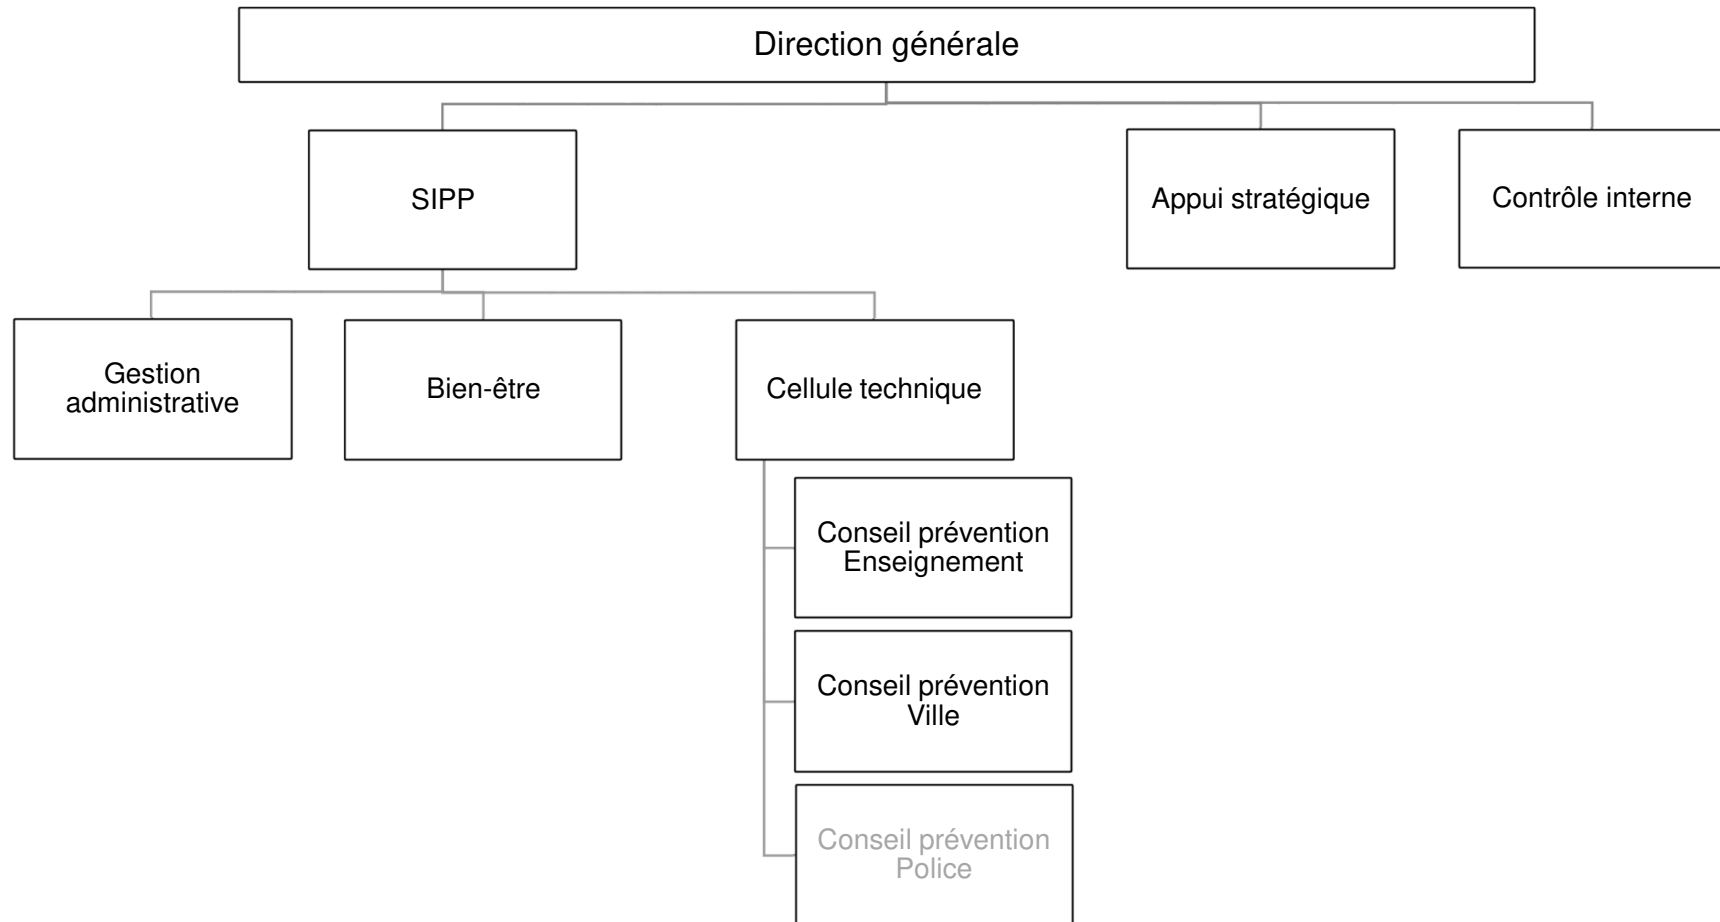 Direction générale
SIPP
Appui stratégique
Contrôle interne
Gestion
administrative
Bien-être
Cellule technique
Conseil prévention
Enseignement
Conseil prévention
Ville
Conseil prévention
Police